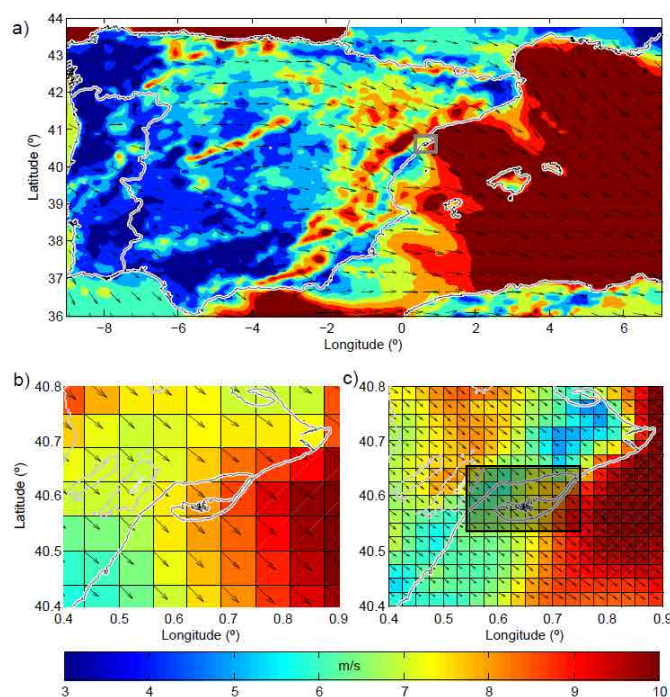 a)
44
43
42
41
40
39
38
37
36
Latitude (º)
−8 −6 −4 −2 0 2 4 6
Longitude (º)
b)
40.8
40.7
40.6
40.5
40.4
Latitude (º)
0.4 0.5 0.6 0.7 0.8 0.9
Longitude (º)
c)
40.8
40.7
40.6
40.5
40.4
0.4 0.5 0.6 0.7 0.8 0.9
Longitude (º)
m/s
3 4 5 6 7 8 9 10